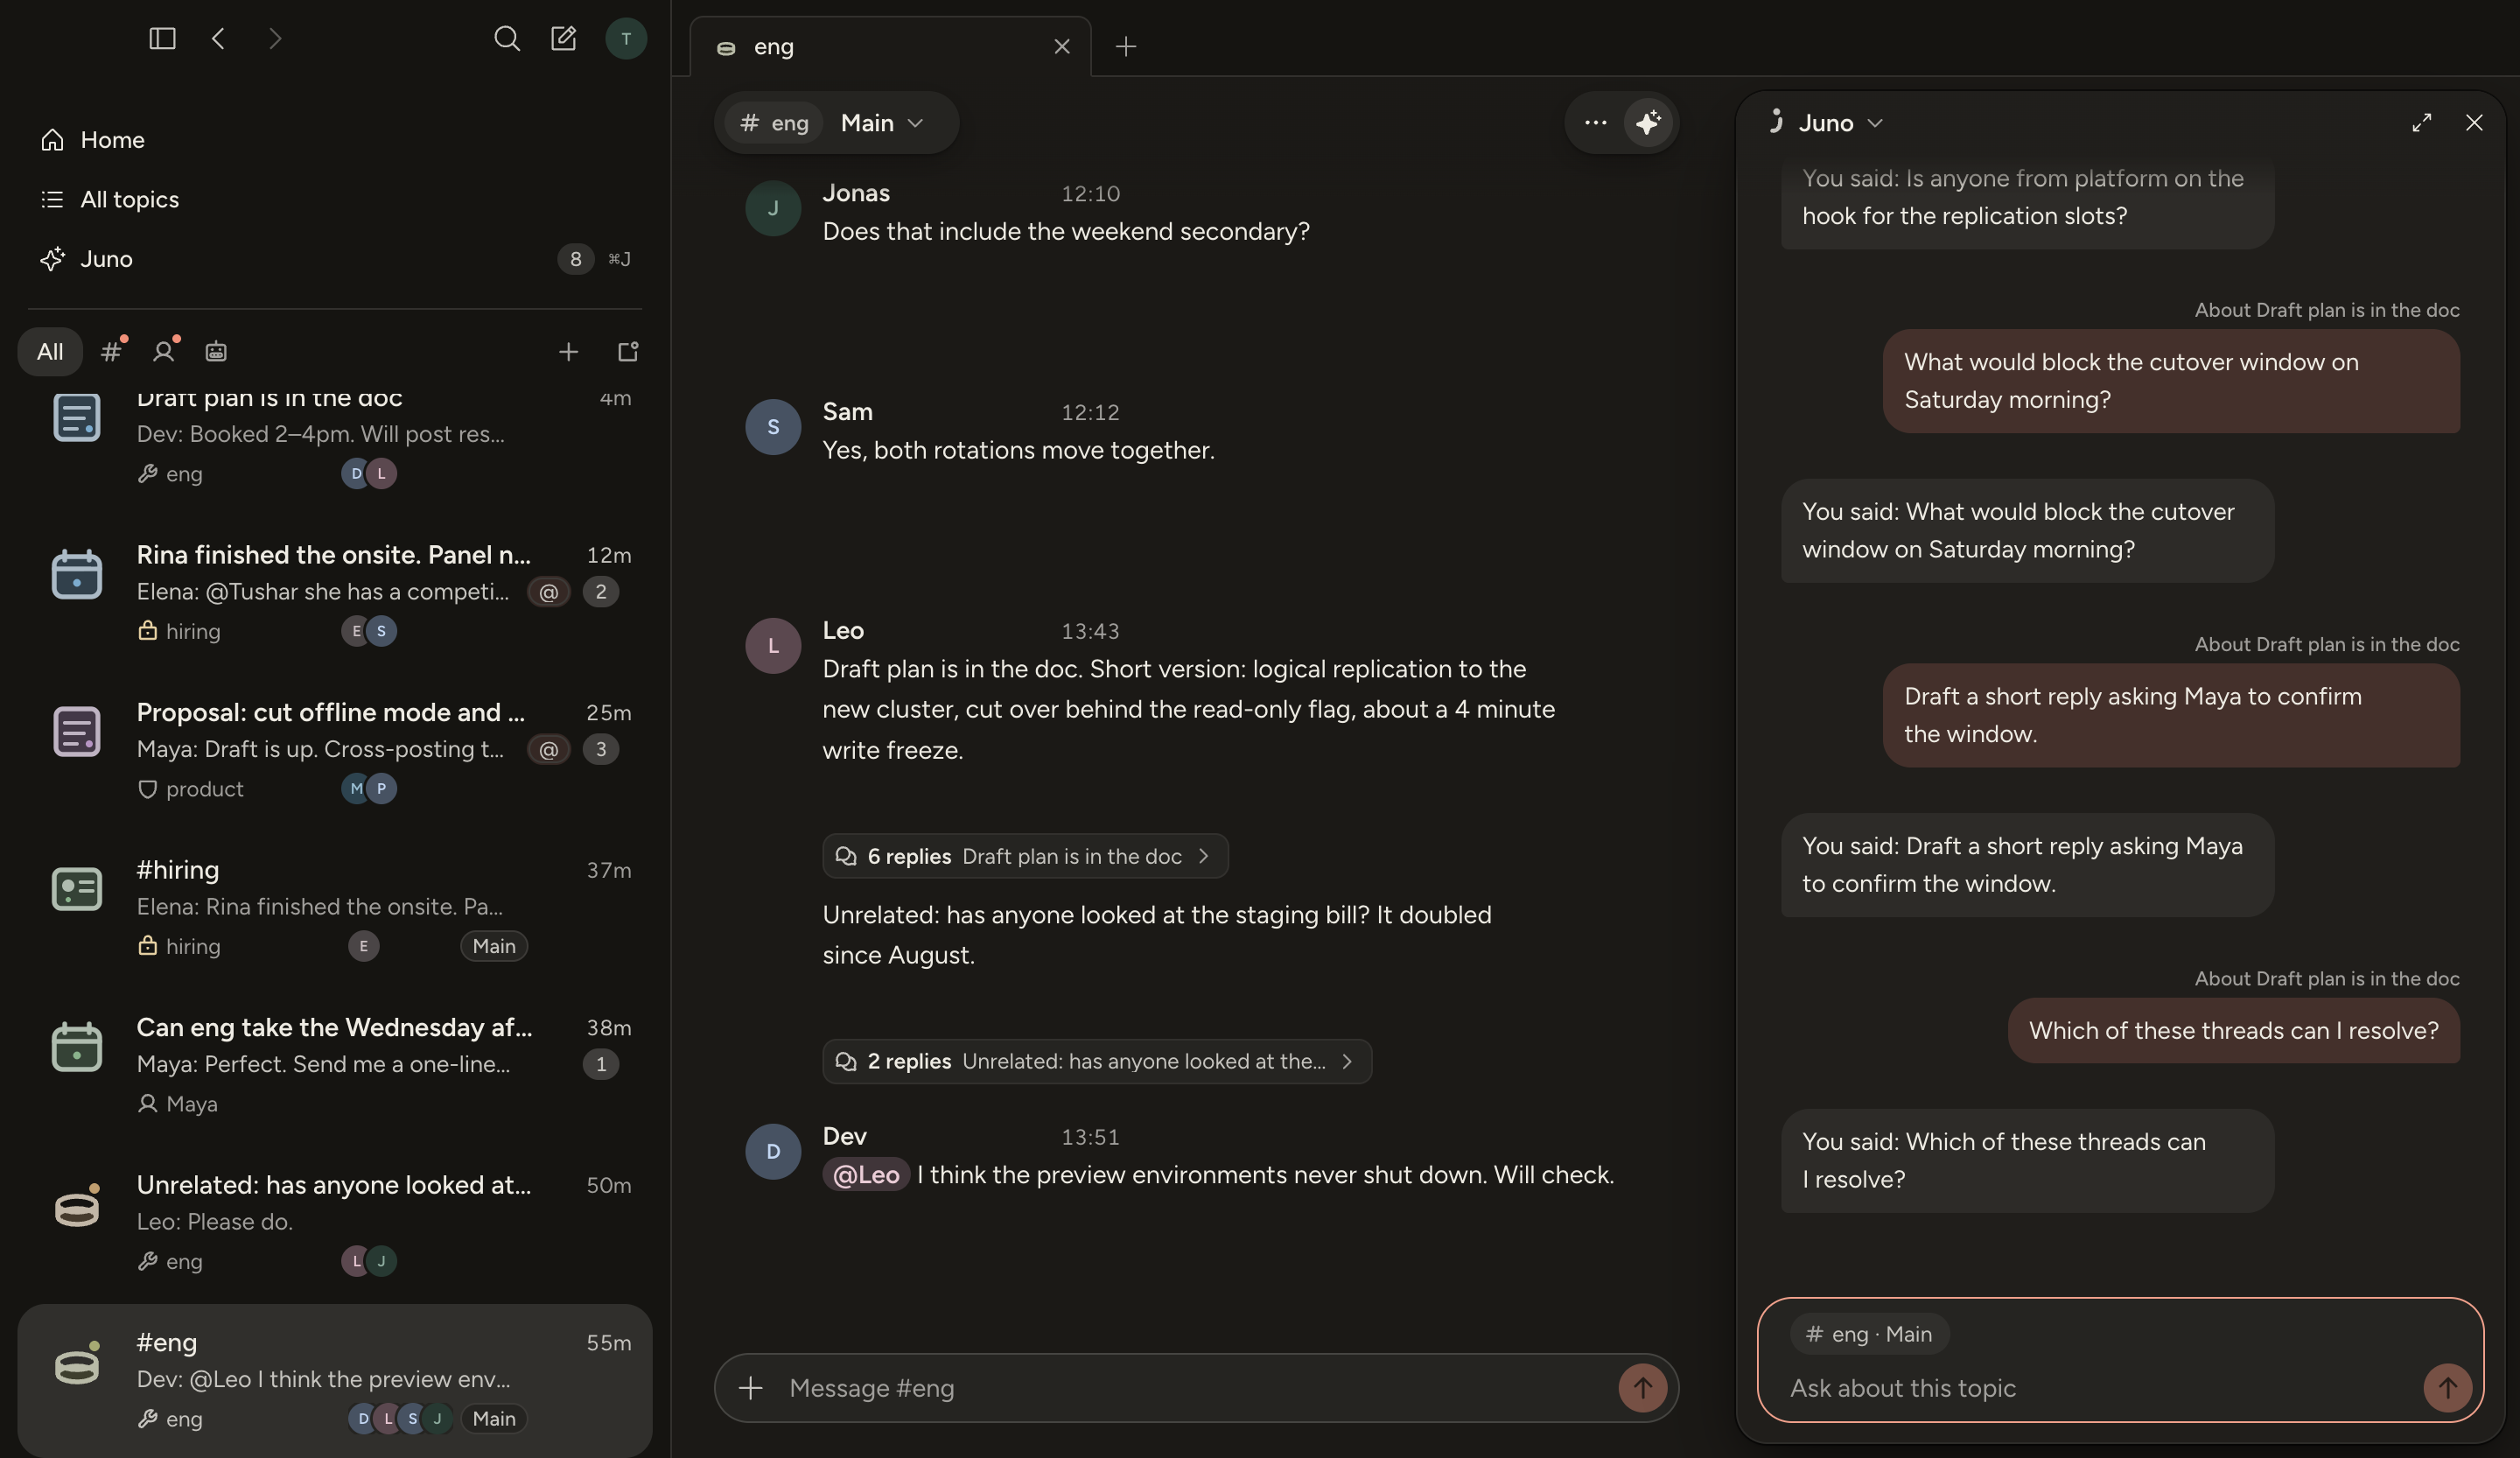 T
Home
All topics
Juno
8 ⌘J
All
Draft plan is in the doc
4m
Dev: Booked 2–4pm. Will post res...
eng
D L
Rina finished the onsite. Panel n...
12m
Elena: @Tushar she has a competi...
@ 2
hiring
E S
Proposal: cut offline mode and ...
25m
Maya: Draft is up. Cross-posting t...
@ 3
product
M P
#hiring
37m
Elena: Rina finished the onsite. Pa...
hiring
E
Main
Can eng take the Wednesday af...
38m
Maya: Perfect. Send me a one-line...
1
Maya
Unrelated: has anyone looked at...
50m
Leo: Please do.
eng
L J
#eng
55m
Dev: @Leo I think the preview env...
eng
D L S J
Main
eng
# eng Main
J
Jonas 12:10
Does that include the weekend secondary?
S
Sam 12:12
Yes, both rotations move together.
L
Leo 13:43
Draft plan is in the doc. Short version: logical replication to the
new cluster, cut over behind the read-only flag, about a 4 minute
write freeze.
6 replies Draft plan is in the doc
Unrelated: has anyone looked at the staging bill? It doubled
since August.
2 replies Unrelated: has anyone looked at the...
D
Dev 13:51
@Leo I think the preview environments never shut down. Will check.
Message #eng
Juno
You said: Is anyone from platform on the
hook for the replication slots?
About Draft plan is in the doc
What would block the cutover window on
Saturday morning?
You said: What would block the cutover
window on Saturday morning?
About Draft plan is in the doc
Draft a short reply asking Maya to confirm
the window.
You said: Draft a short reply asking Maya
to confirm the window.
About Draft plan is in the doc
Which of these threads can I resolve?
You said: Which of these threads can
I resolve?
# eng · Main
Ask about this topic